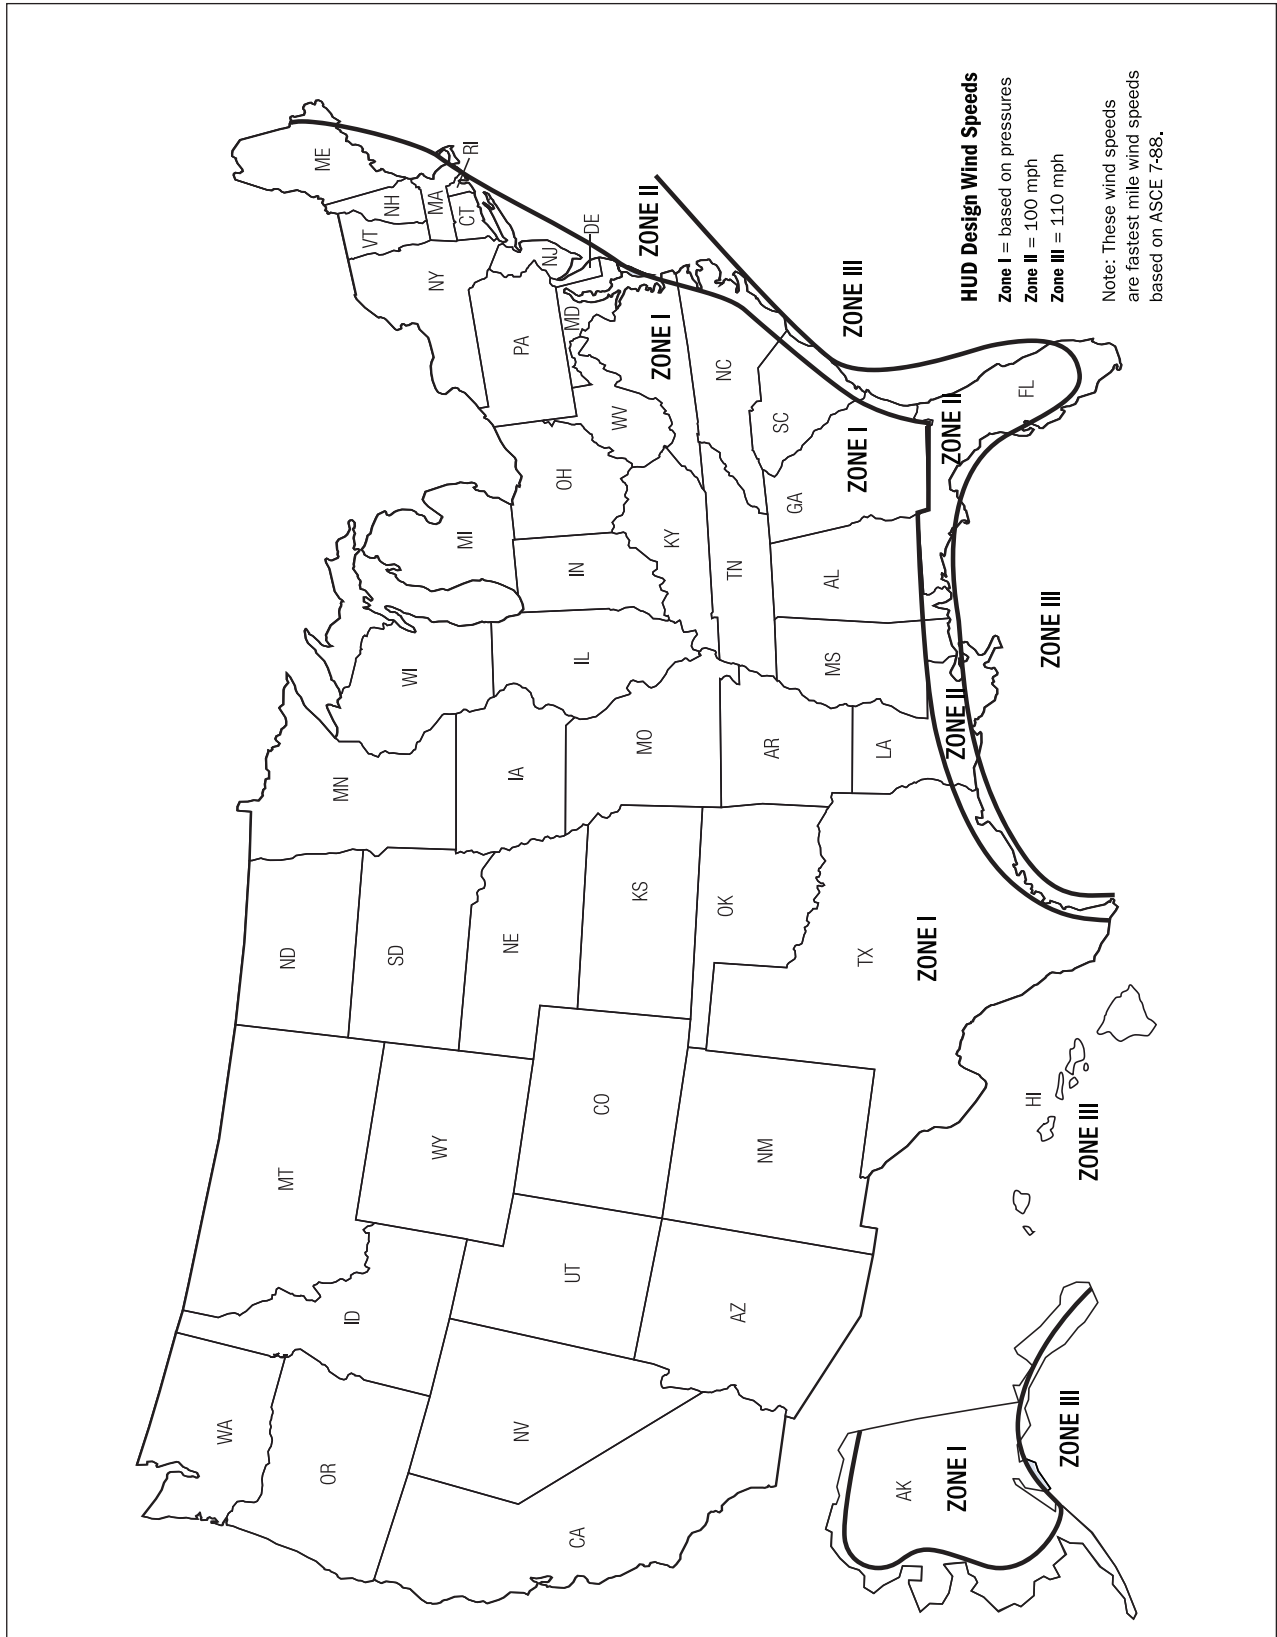 WA
OR
CA
NV
ID
MT
WY
UT
AZ
CO
NM
ND
SD
NE
KS
OK
TX
ZONE I
MN
IA
MO
AR
LA
ZONE II
WI
IL
MS
MI
IN
OH
KY
TN
AL
GA
ZONE I
ZONE II
FL
SC
NC
WV
ZONE I
PA
MD
NY
NJ
DE
VT
NH
MA
CT
RI
ME
ZONE II
ZONE III
ZONE III
HI
ZONE III
AK
ZONE I
ZONE III
HUD Design Wind Speeds
Zone I = based on pressures
Zone II = 100 mph
Zone III = 110 mph
Note: These wind speeds
are fastest mile wind speeds
based on ASCE 7-88.